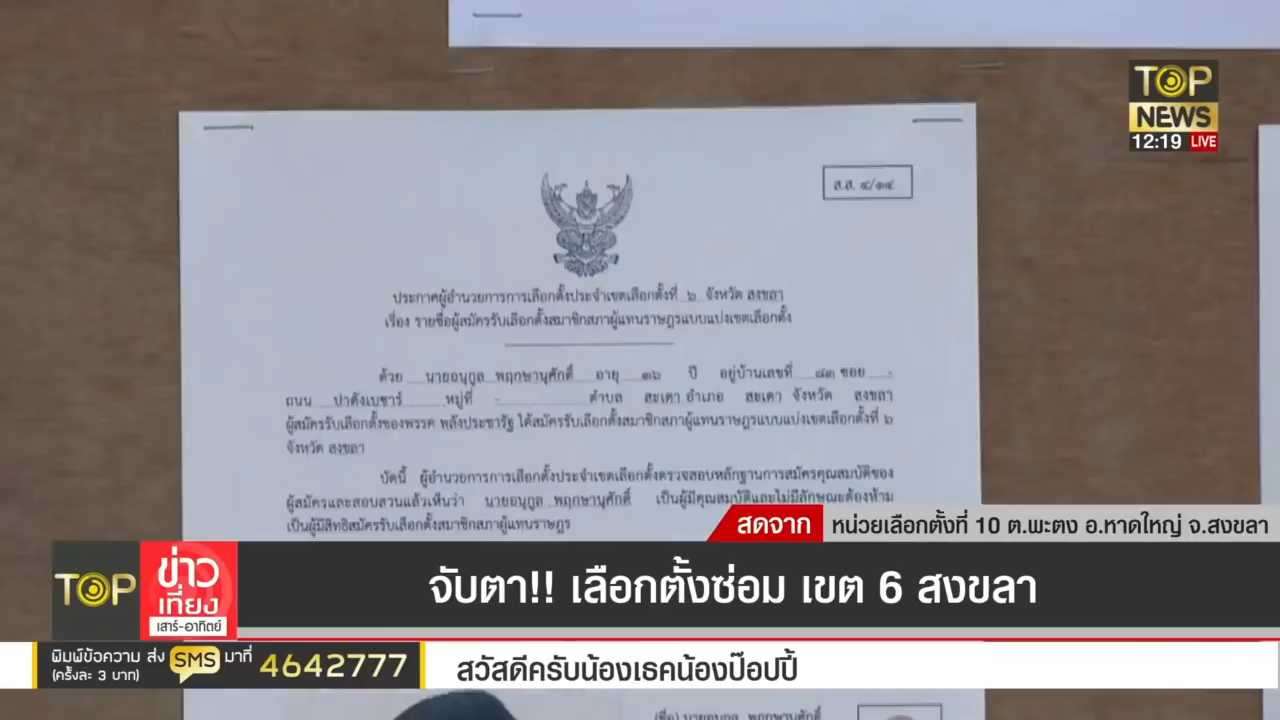 TOP
NEWS
12:19 LIVE
ส.ส. ๔/๑๔
ประกาศผู้อำนวยการการเลือกตั้งประจำเขตเลือกตั้งที่ ๖ จังหวัด สงขลา
เรื่อง รายชื่อผู้สมัครรับเลือกตั้งสมาชิกสภาผู้แทนราษฎรแบบแบ่งเขตเลือกตั้ง
ด้วย นายอนุกูล พฤกษานุศักดิ์ อายุ ๓๖ ปี อยู่บ้านเลขที่ ๘๓ ซอย -
ถนน ปาดังเบซาร์ หมู่ที่ - ตำบล สะเดา อำเภอ สะเดา จังหวัด สงขลา
ผู้สมัครรับเลือกตั้งของพรรค พลังประชารัฐ ได้สมัครรับเลือกตั้งสมาชิกสภาผู้แทนราษฎรแบบแบ่งเขตเลือกตั้งที่ ๖
จังหวัด สงขลา
บัดนี้ ผู้อำนวยการการเลือกตั้งประจำเขตเลือกตั้งตรวจสอบหลักฐานการสมัครคุณสมบัติของ
ผู้สมัครและสอบสวนแล้วเห็นว่า นายอนุกูล พฤกษานุศักดิ์ เป็นผู้มีคุณสมบัติและไม่มีลักษณะต้องห้าม
เป็นผู้มีสิทธิสมัครรับเลือกตั้งสมาชิกสภาผู้แทนราษฎร
สดจาก หน่วยเลือกตั้งที่ 10 ต.พะตง อ.หาดใหญ่ จ.สงขลา
TOP ข่าว
เที่ยง
เสาร์-อาทิตย์
จับตา!! เลือกตั้งซ่อม เขต 6 สงขลา
พิมพ์ข้อความ ส่ง SMS มาที่ 4642777
(ครั้งละ 3 บาท)
สวัสดีครับน้องเธคน้องป๊อปปี้
(ชื่อ) นายอนุกูล พฤกษานุศักดิ์